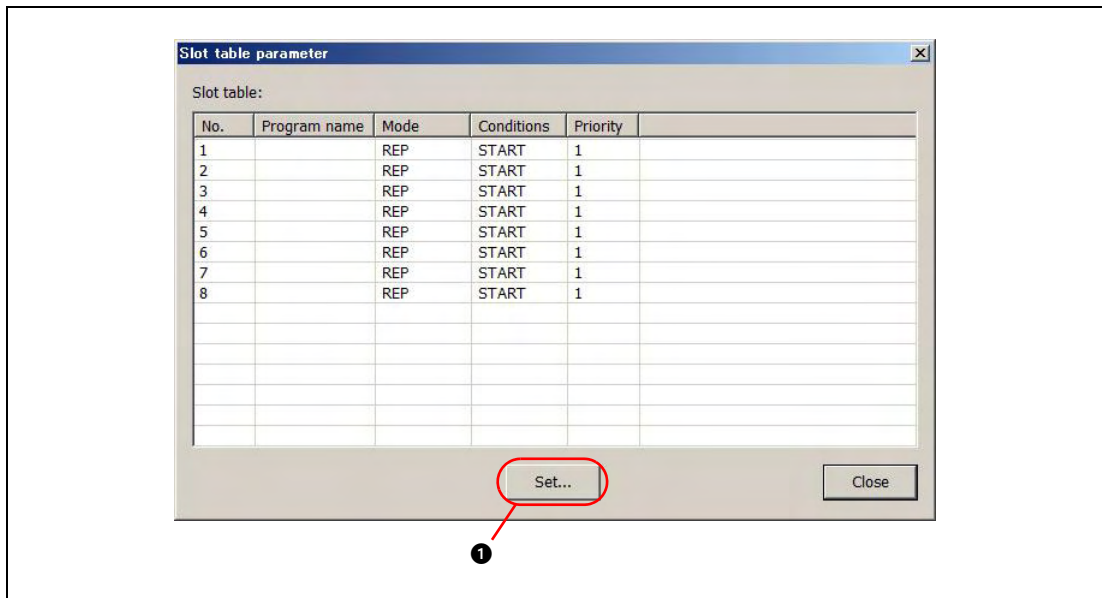 Slot table parameter
Slot table:
No. Program name Mode Conditions Priority
1 REP START 1
2 REP START 1
3 REP START 1
4 REP START 1
5 REP START 1
6 REP START 1
7 REP START 1
8 REP START 1
Set... Close
❶